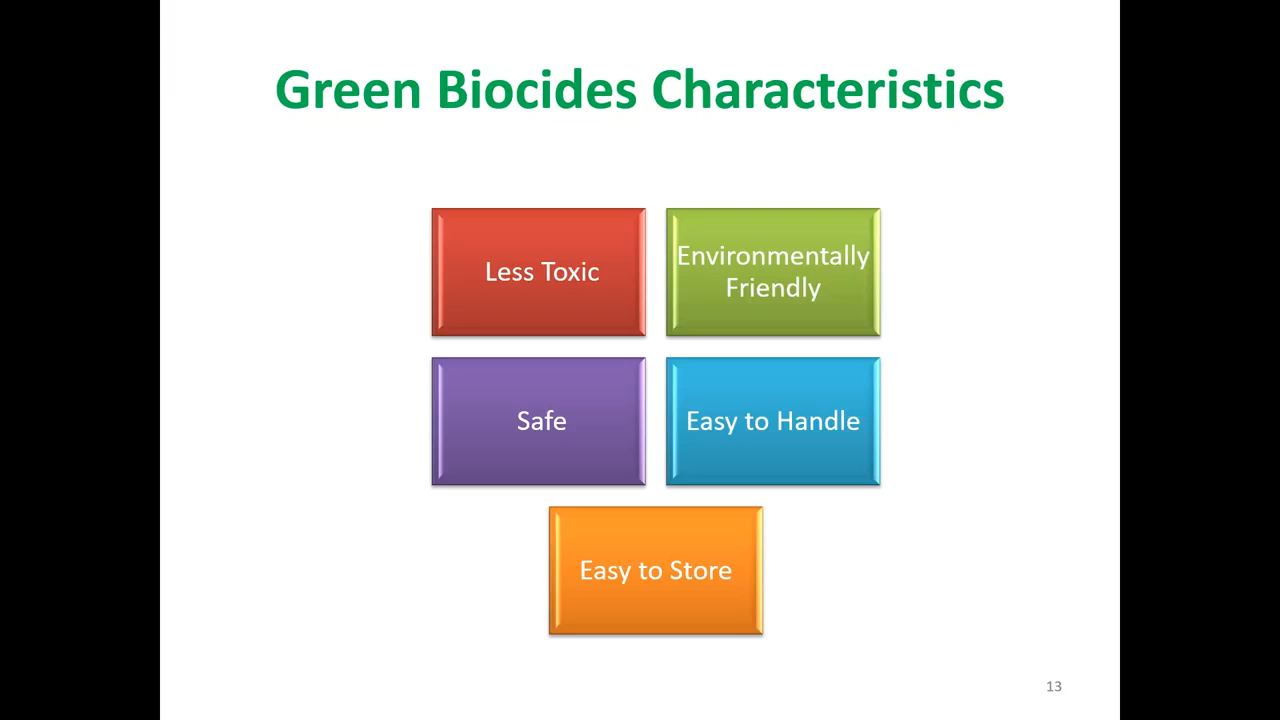 Green Biocides Characteristics
Less Toxic
Environmentally
Friendly
Safe
Easy to Handle
Easy to Store
13